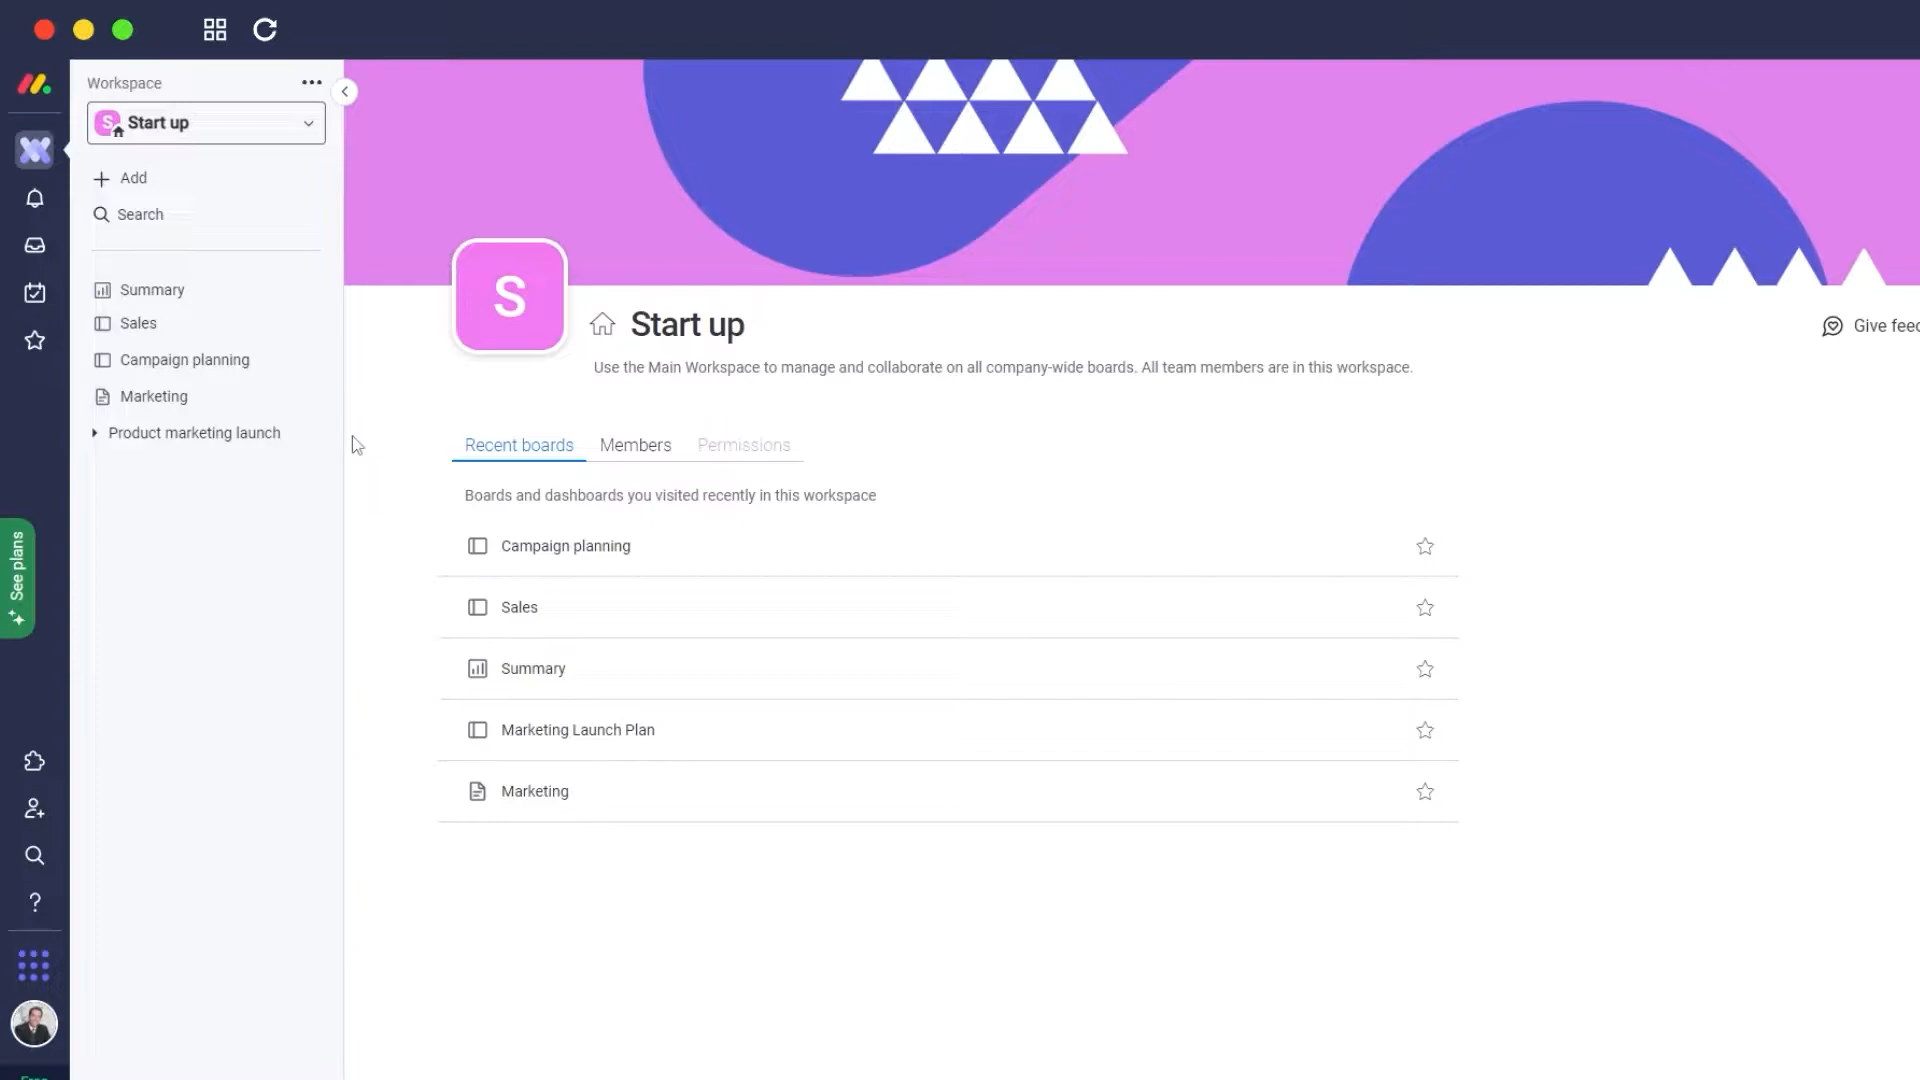 Workspace
S Start up
Add
Search
Summary
Sales
Campaign planning
Marketing
Product marketing launch
See plans
S
Start up
Give feed
Use the Main Workspace to manage and collaborate on all company-wide boards. All team members are in this workspace.
Recent boards Members Permissions
Boards and dashboards you visited recently in this workspace
Campaign planning
Sales
Summary
Marketing Launch Plan
Marketing